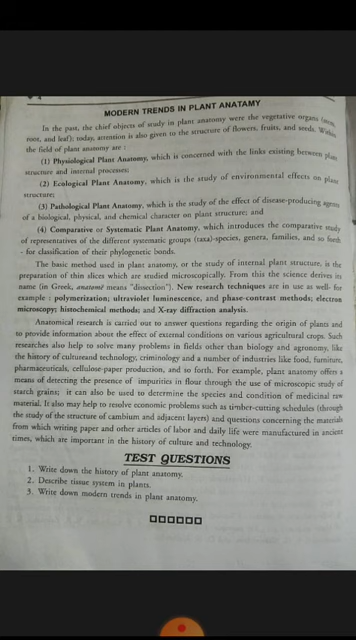 MODERN TRENDS IN PLANT ANATAMY
In the past, the chief objects of study in plant anatomy were the vegetative organs
root, and leaf); today, attention is also given to the structure of flowers, fruits, and seeds. Within
the field of plant anatomy are :
(1) Physiological Plant Anatomy, which is concerned with the links existing between plant
structure and internal processes;
(2) Ecological Plant Anatomy, which is the study of environmental effects on plant
structure;
(3) Pathological Plant Anatomy, which is the study of the effect of disease-producing agents
of a biological, physical, and chemical character on plant structure; and
(4) Comparative or Systematic Plant Anatomy, which introduces the comparative study
of representatives of the different systematic groups (taxa)-species, genera, families, and so forth
- for classification of their phylogenetic bonds.
The basic method used in plant anatomy, or the study of internal plant structure, is the
preparation of thin slices which are studied microscopically. From this the science derives its
name (in Greek, anatomē means "dissection"). New research techniques are in use as well- for
example : polymerization; ultraviolet luminescence, and phase-contrast methods; electron
microscopy; histochemical methods; and X-ray diffraction analysis.
Anatomical research is carried out to answer questions regarding the origin of plants and
to provide information about the effect of external conditions on various agricultural crops. Such
researches also help to solve many problems in fields other than biology and agronomy, like
the history of cultureand technology, criminology and a number of industries like food, furniture,
pharmaceuticals, cellulose-paper production, and so forth. For example, plant anatomy offers a
means of detecting the presence of impurities in flour through the use of microscopic study of
starch grains; it can also be used to determine the species and condition of medicinal raw
material. It also may help to resolve economic problems such as timber-cutting schedules (through
the study of the structure of cambium and adjacent layers) and questions concerning the materials
from which writing paper and other articles of labor and daily life were manufactured in ancient
times, which are important in the history of culture and technology.
TEST QUESTIONS
1. Write down the history of plant anatomy.
2. Describe tissue system in plants.
3. Write down modern trends in plant anatomy.